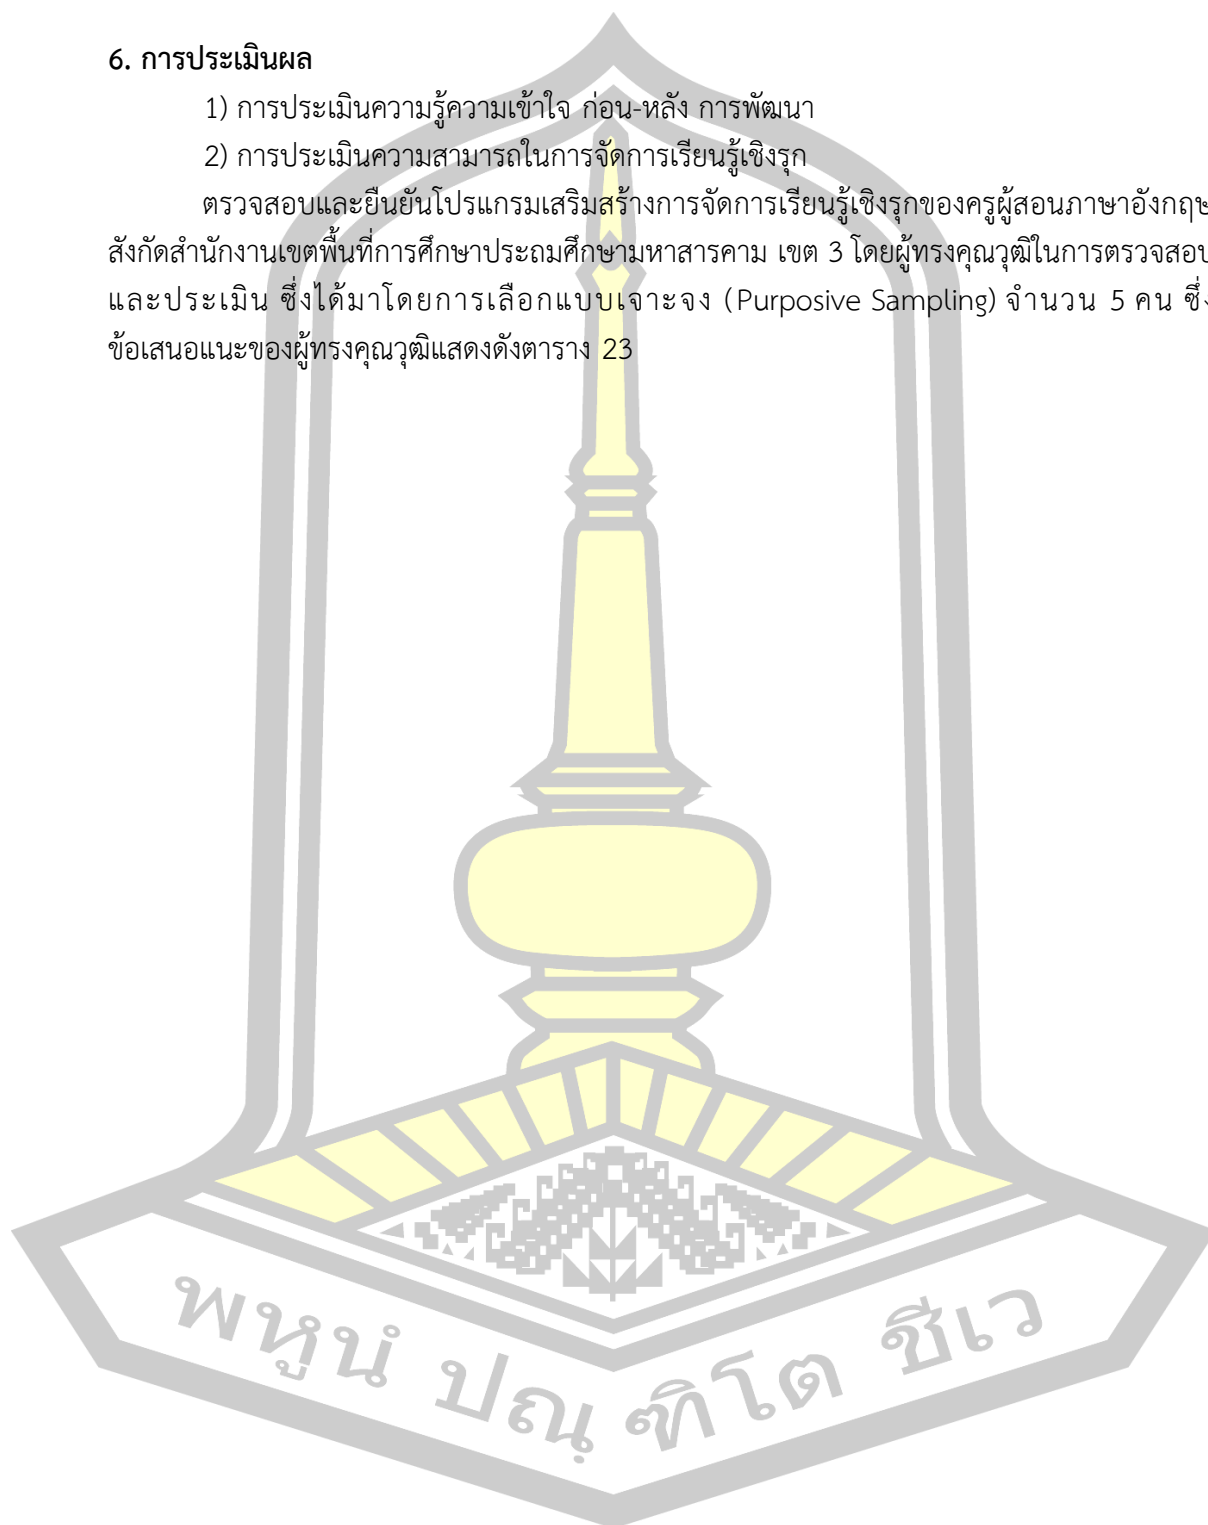 6. การประเมินผล
1) การประเมินความรู้ความเข้าใจ ก่อน-หลัง การพัฒนา
2) การประเมินความสามารถในการจัดการเรียนรู้เชิงรุก
ตรวจสอบและยืนยันโปรแกรมเสริมสร้างการจัดการเรียนรู้เชิงรุกของครูผู้สอนภาษาอังกฤษ
สังกัดสำนักงานเขตพื้นที่การศึกษาประถมศึกษามหาสารคาม เขต 3 โดยผู้ทรงคุณวุฒิในการตรวจสอบ
และประเมิน ซึ่งได้มาโดยการเลือกแบบเจาะจง (Purposive Sampling) จำนวน 5 คน ซึ่ง
ข้อเสนอแนะของผู้ทรงคุณวุฒิแสดงดังตาราง 23
พหูนํ ปณฺฑิโต ชีเว